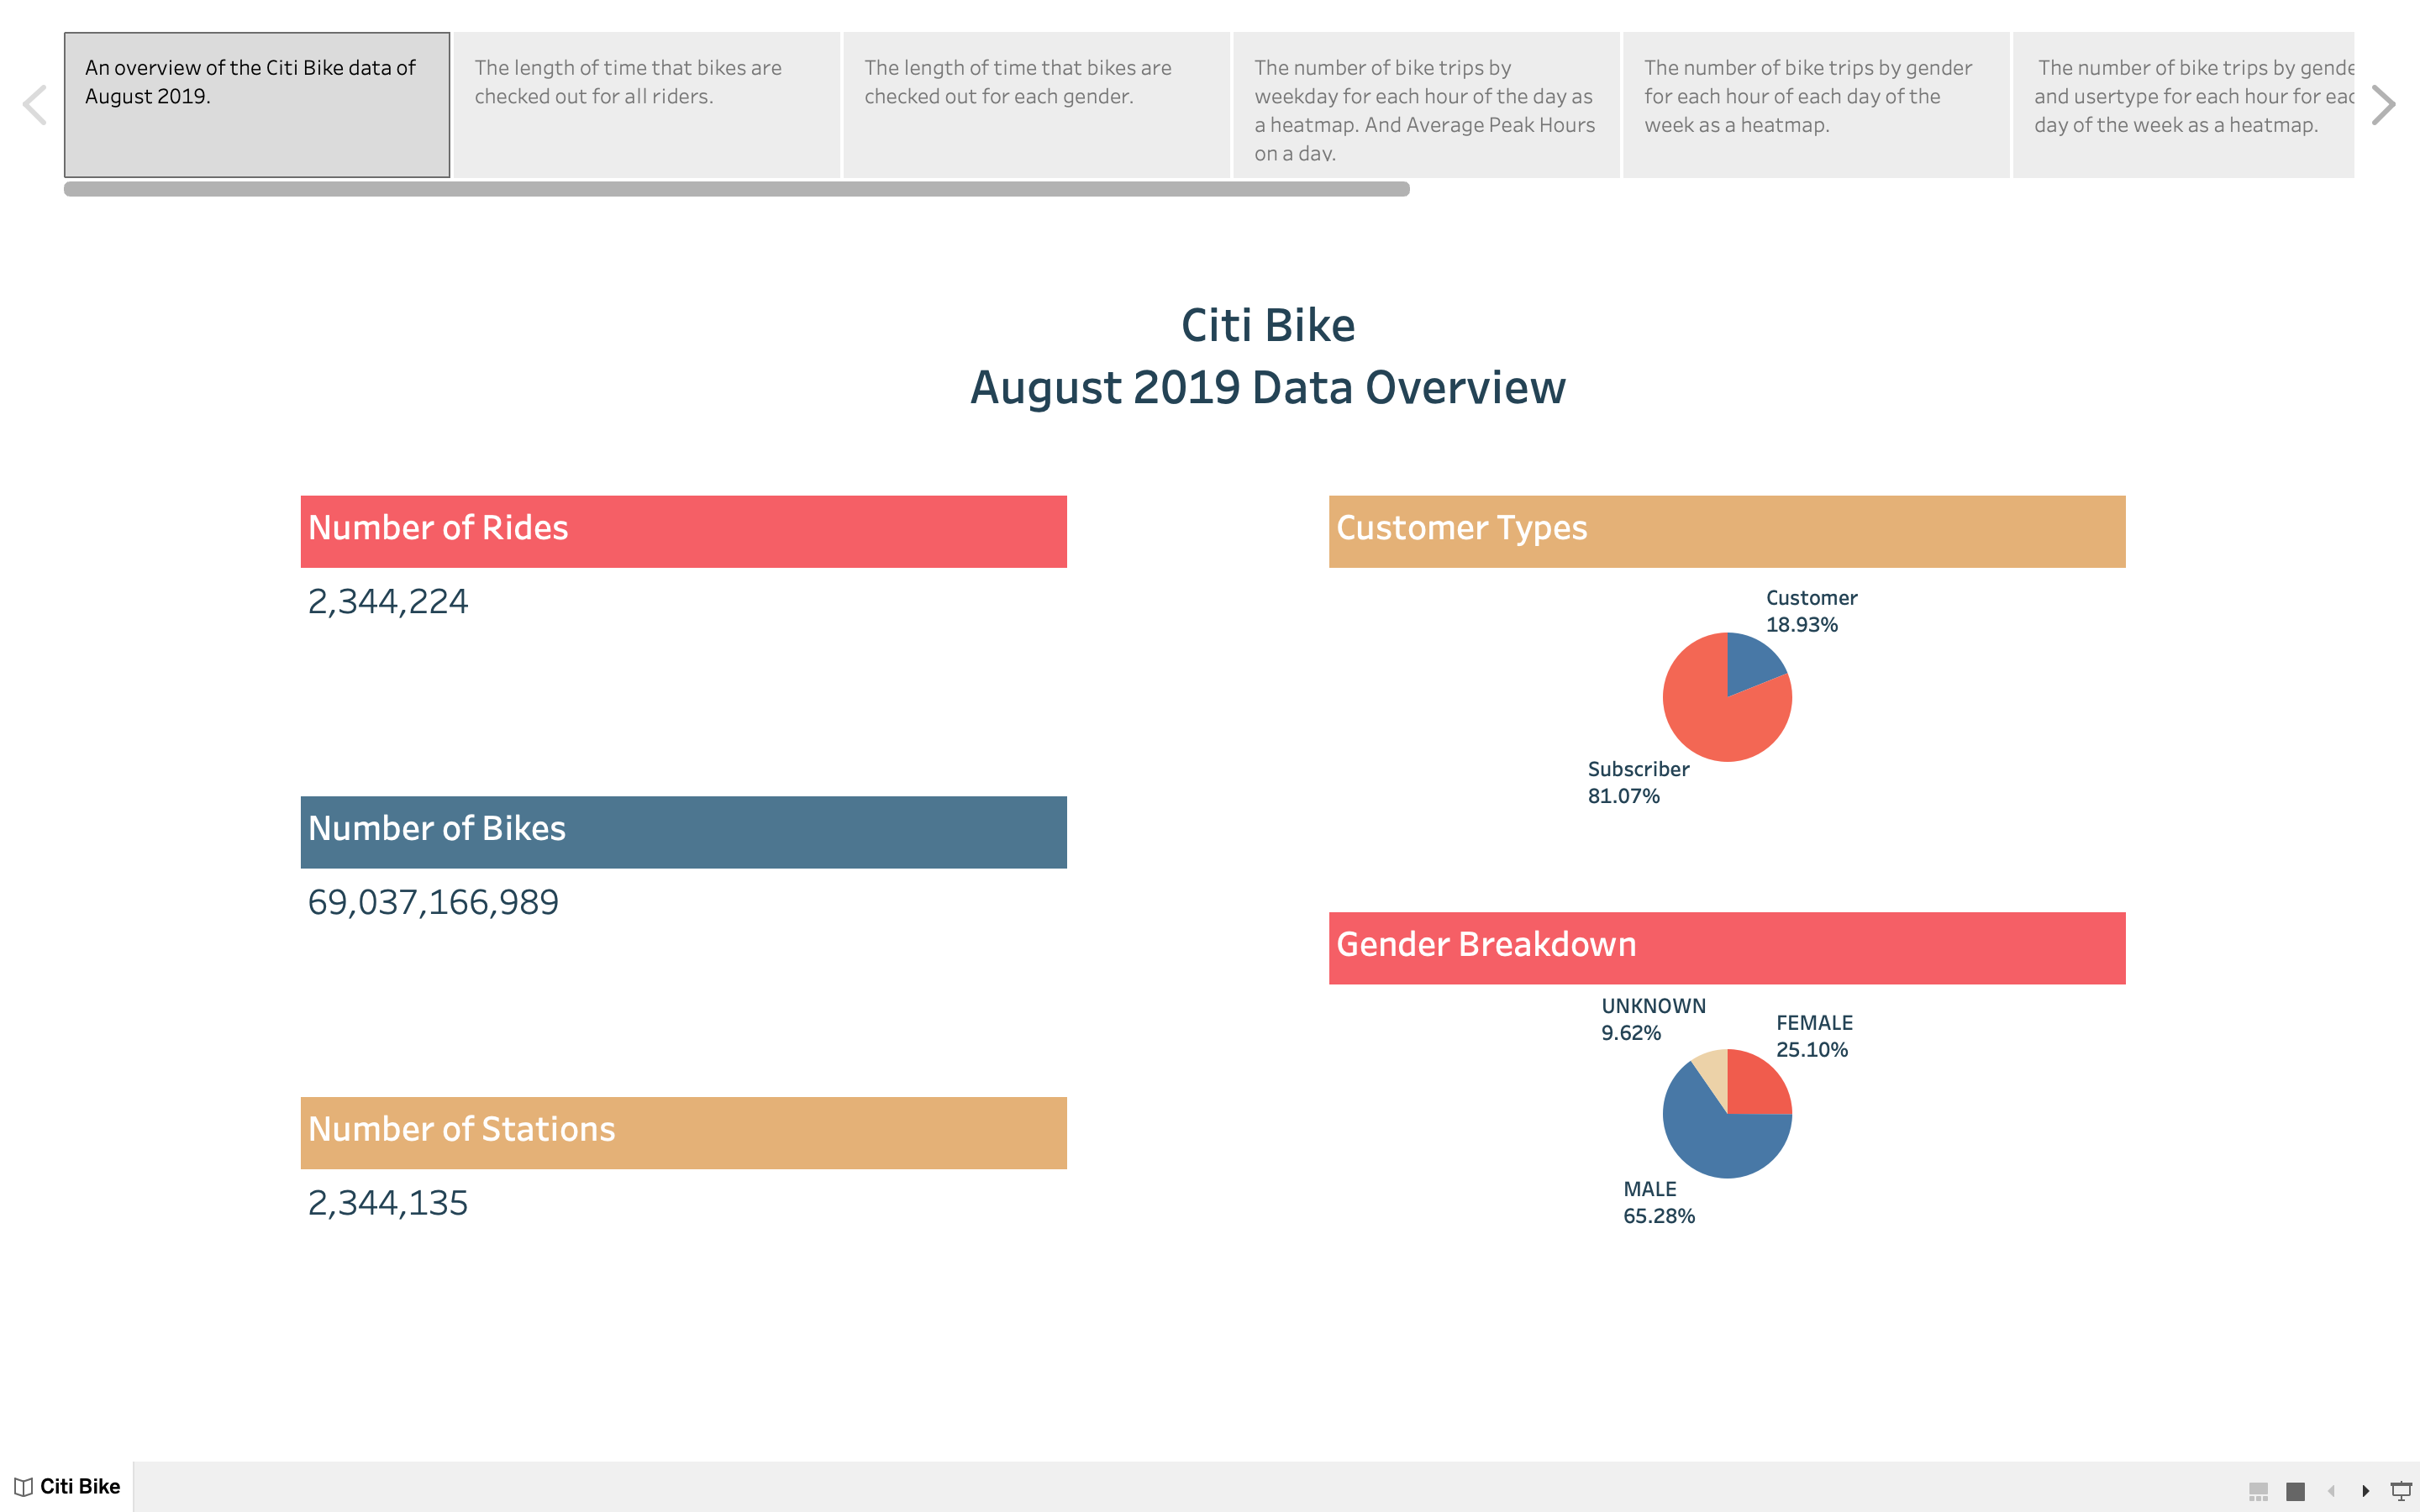 An overview of the Citi Bike data of
August 2019.
The length of time that bikes are
checked out for all riders.
The length of time that bikes are
checked out for each gender.
The number of bike trips by
weekday for each hour of the day as
a heatmap. And Average Peak Hours
on a day.
The number of bike trips by gender
for each hour of each day of the
week as a heatmap.
The number of bike trips by gende
and usertype for each hour for eac
day of the week as a heatmap.
Citi Bike
August 2019 Data Overview
Number of Rides
2,344,224
Number of Bikes
69,037,166,989
Number of Stations
2,344,135
Customer Types
Customer
18.93%
Subscriber
81.07%
Gender Breakdown
UNKNOWN
9.62%
FEMALE
25.10%
MALE
65.28%
Citi Bike